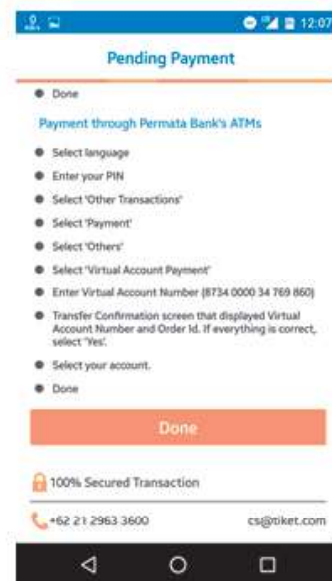 12:07
Pending Payment
Done
Payment through Permata Bank's ATMs
Select language
Enter your PIN
Select 'Other Transactions'
Select 'Payment'
Select 'Others'
Select 'Virtual Account Payment'
Enter Virtual Account Number (8734 0000 34 769 860)
Transfer Confirmation screen that displayed Virtual
Account Number and Order Id. If everything is correct,
select 'Yes'.
Select your account.
Done
Done
100% Secured Transaction
+62 21 2963 3600 cs@tiket.com